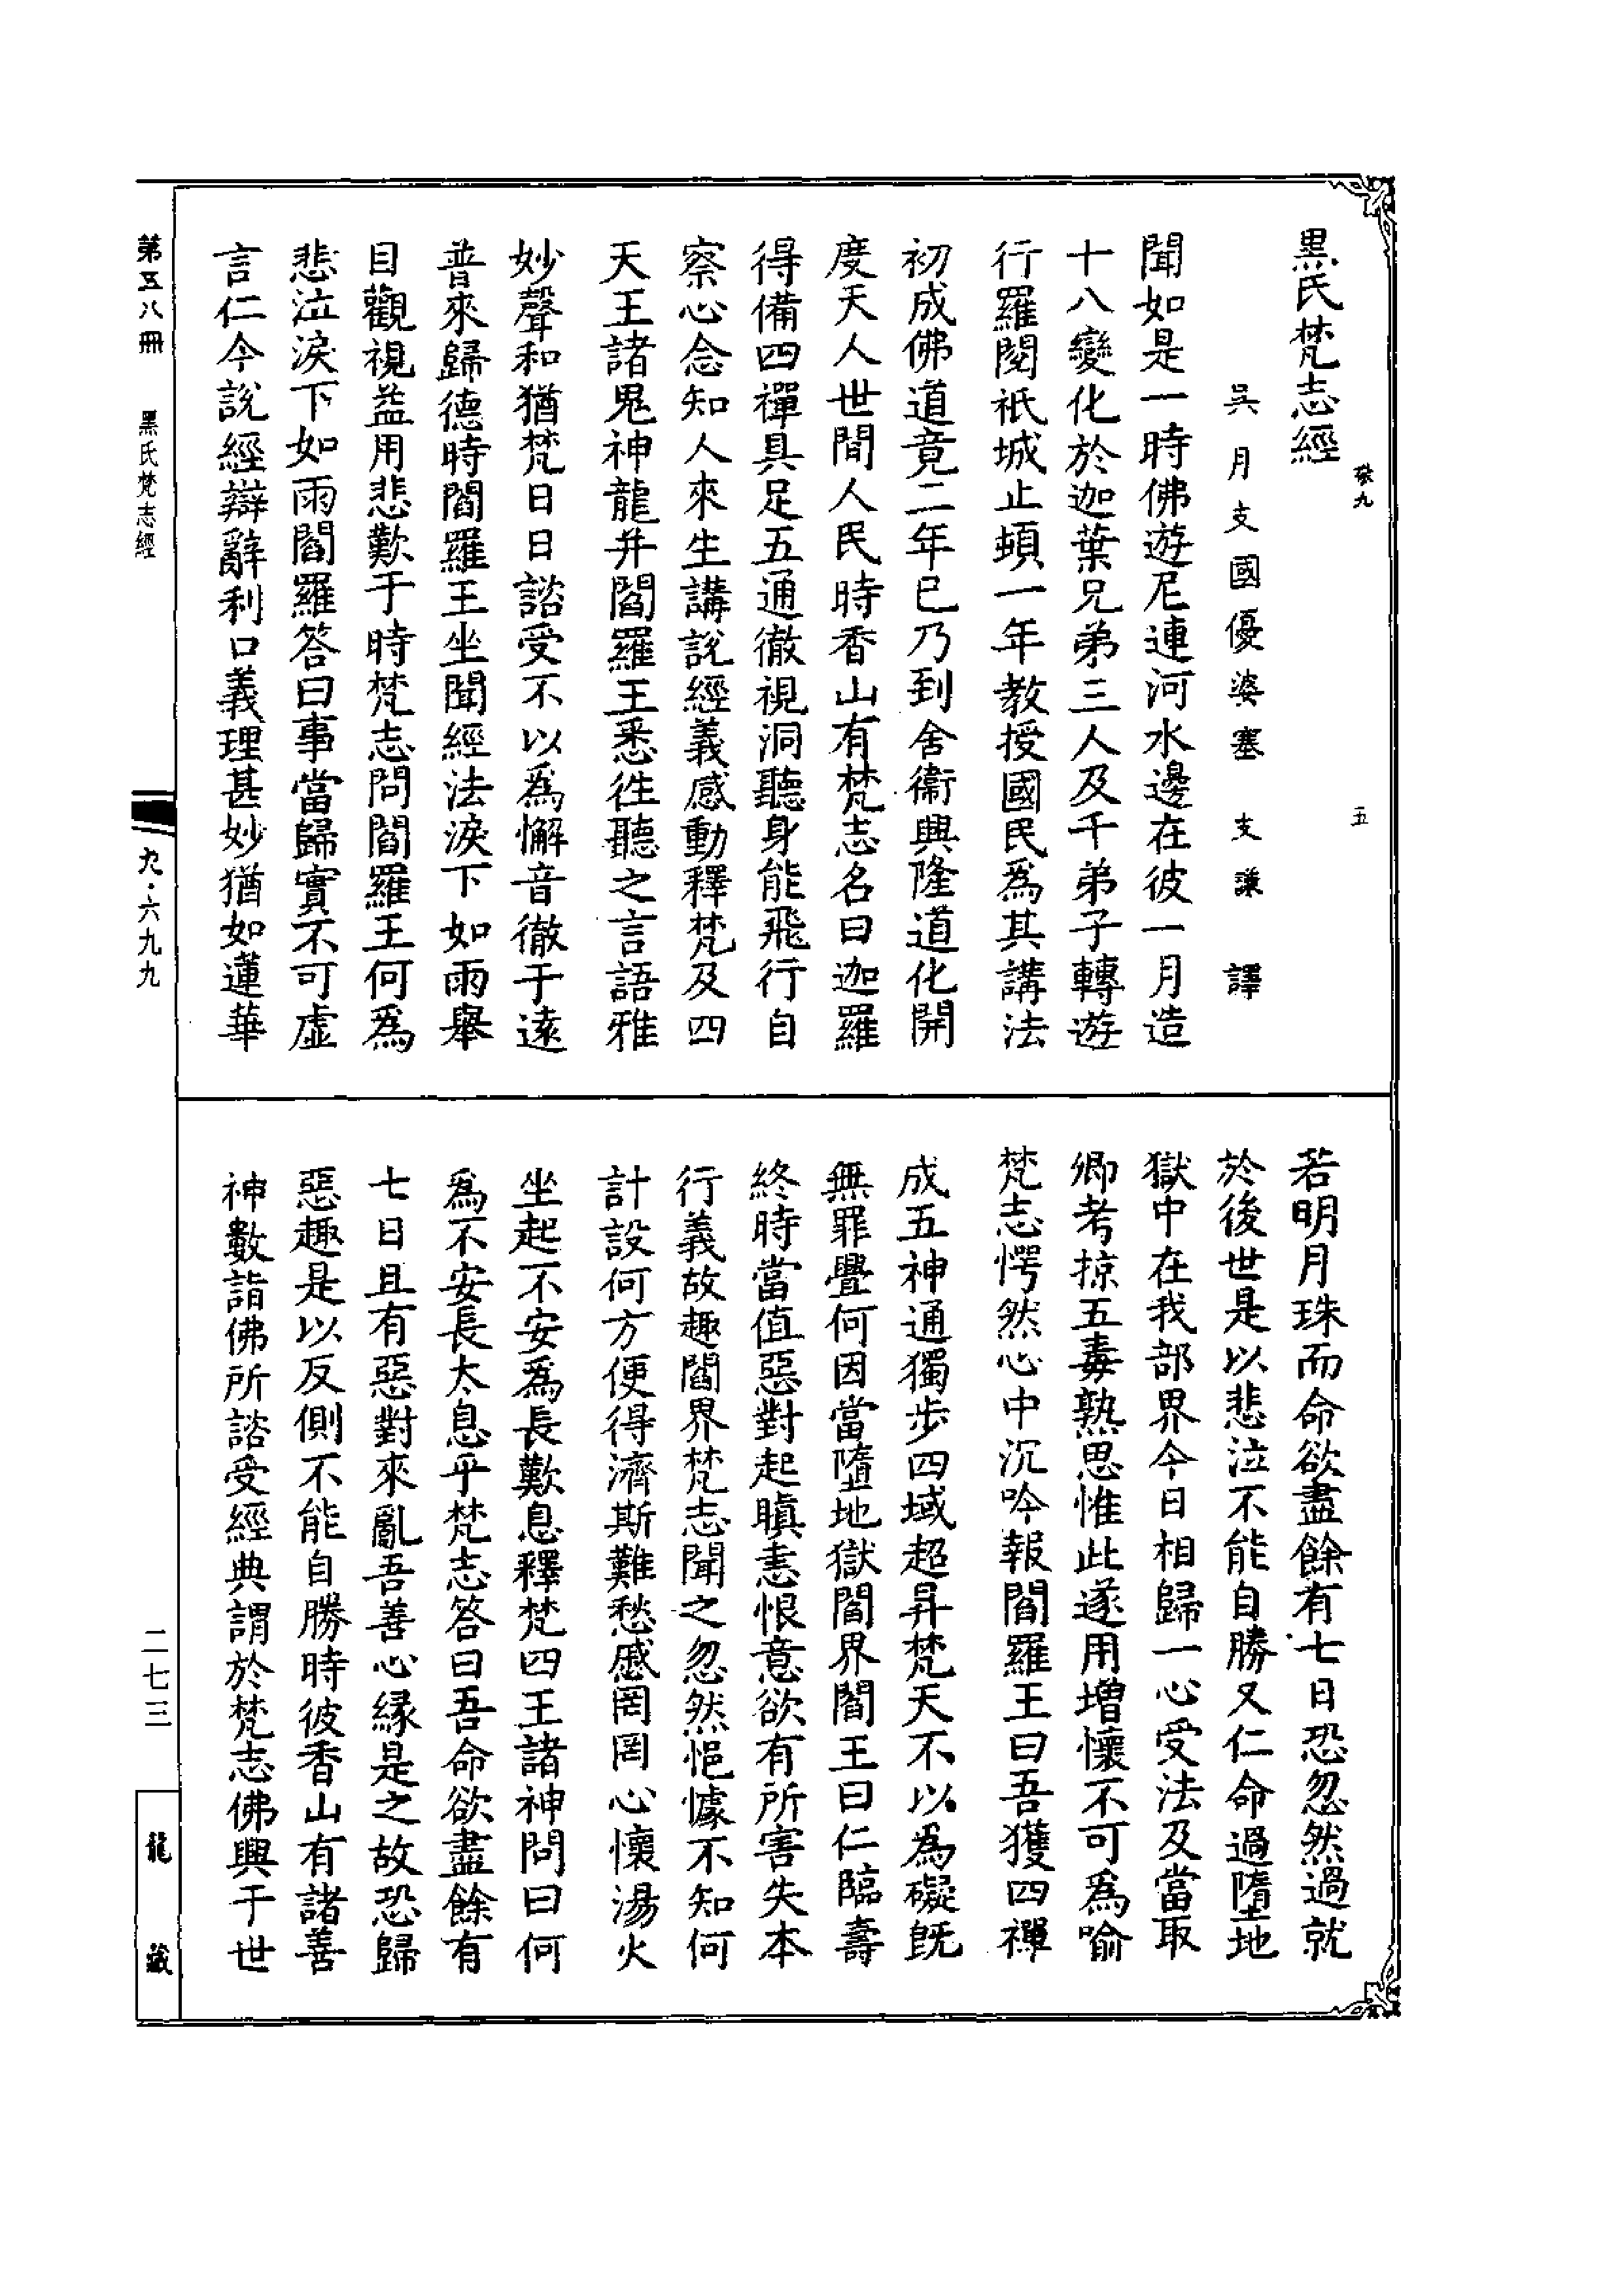 黑氏梵志經
五
吳月支國優婆塞支謙譯
聞如是一時佛遊尼連河水邊在彼一月造
十八變化於迦葉兄弟三人及千弟子轉遊
行羅閱祇城止頓一年教授國民爲其講法
初成佛道竟二年已乃到舍衞興隆道化開
度天人世間人民時香山有梵志名曰迦羅
得備四禪具足五通徹視洞聽身能飛行自
察心念知人來生講說經義感動釋梵及四
天王諸鬼神龍并閻羅王悉徃聽之言語雅
妙聲和猶梵日日諮受不以爲懈音徹于遠
普來歸德時閻羅王坐聞經法淚下如雨舉
目觀視益用悲歎于時梵志問閻羅王何爲
悲泣淚下如雨閻羅答曰事當歸實不可虛
言仁今說經辯辭利口義理甚妙猶如蓮華
若明月珠而命欲盡餘有七日恐忽然過就
於後世是以悲泣不能自勝又仁命過墮地
獄中在我部界今日相歸一心受法及當取
卿考掠五毒熟思惟此遂用增懷不可爲喻
梵志愕然心中沉吟報閻羅王曰吾獲四禪
成五神通獨步四域超昇梵天不以爲礙旣
無罪舋何因當墮地獄閻界閻王曰仁臨壽
終時當值惡對起瞋恚恨意欲有所害失本
行義故趣閻界梵志聞之忽然悒懅不知何
計設何方便得濟斯難愁慼罔罔心懷湯火
坐起不安爲長歎息釋梵四王諸神問曰何
爲不安長太息乎梵志答曰吾命欲盡餘有
七日且有惡對來亂吾善心緣是之故恐歸
惡趣是以反側不能自勝時彼香山有諸善
神數詣佛所諮受經典謂於梵志佛興于世
第五八冊
黑氏梵志經
九·六九九
二七三
龍藏